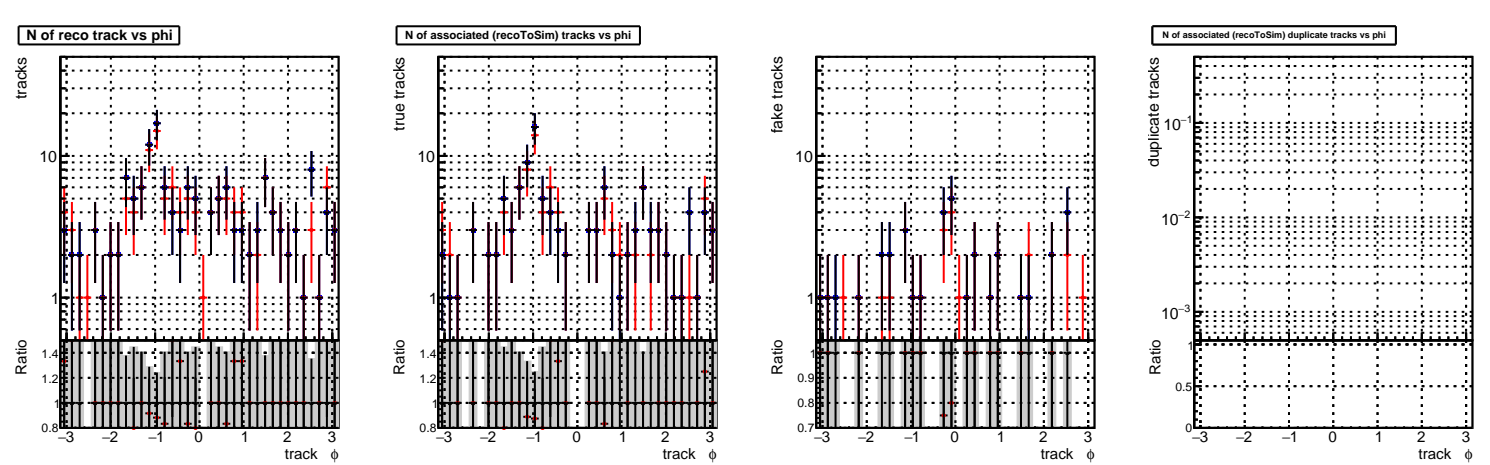 N of reco track vs phi
tracks
10
1
Ratio
1.4
1.2
1
0.8
−3 −2 −1 0 1 2 3
track ϕ
N of associated (recoToSim) tracks vs phi
true tracks
10
1
Ratio
1.4
1.2
1
0.8
−3 −2 −1 0 1 2 3
track ϕ
fake tracks
10
1
Ratio
1
0.9
0.8
0.7
−3 −2 −1 0 1 2 3
track ϕ
N of associated (recoToSim) duplicate tracks vs phi
duplicate tracks
10⁻¹
10⁻²
10⁻³
Ratio
1
0.5
0
−3 −2 −1 0 1 2 3
track ϕ